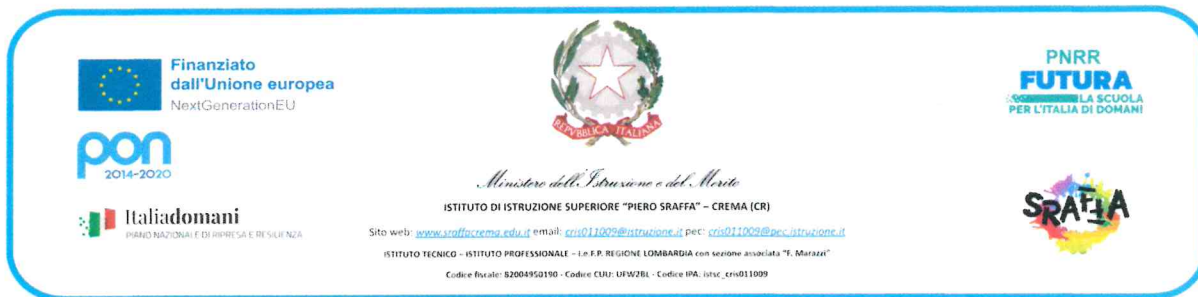 Finanziato
dall'Unione europea
NextGenerationEU
pon
2014-2020
Italiadomani
PIANO NAZIONALE DI RIPRESA E RESILIENZA
REPVBBLICA ITALIANA
Ministero dell'Istruzione e del Merito
ISTITUTO DI ISTRUZIONE SUPERIORE "PIERO SRAFFA" – CREMA (CR)
Sito web: www.sraffacrema.edu.it email: cris011009@istruzione.it pec: cris011009@pec.istruzione.it
ISTITUTO TECNICO – ISTITUTO PROFESSIONALE – I.e.F.P. REGIONE LOMBARDIA con sezione associata "F. Marazzi"
Codice fiscale: 82004950190 - Codice CUU: UFW2BL - Codice IPA: istsc_cris011009
PNRR
FUTURA
LA SCUOLA
PER L'ITALIA DI DOMANI
SRAFFA